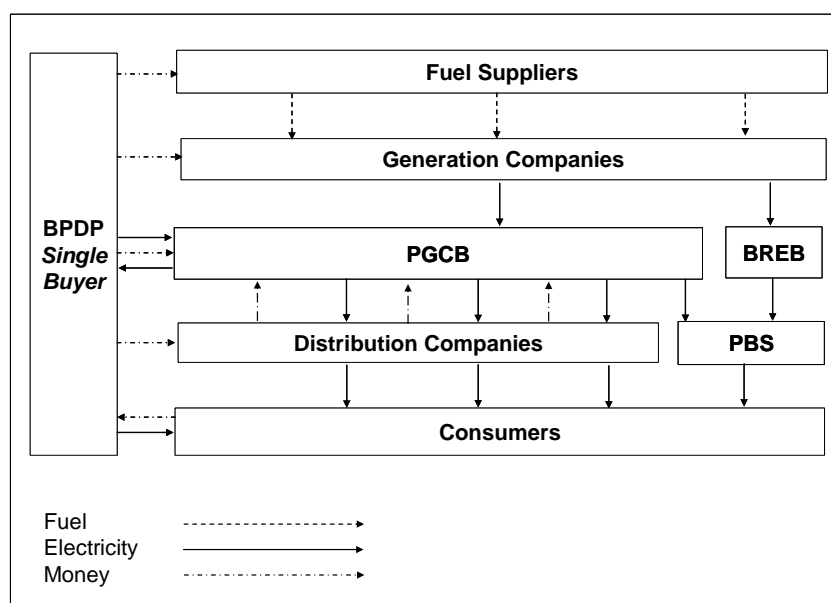 Fuel Suppliers
Generation Companies
BPDP
Single
Buyer
PGCB
BREB
Distribution Companies
PBS
Consumers
Fuel
Electricity
Money